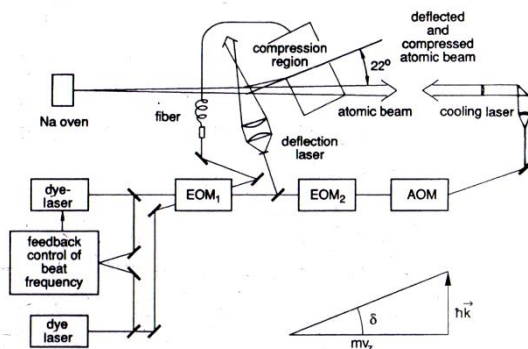 deflected and
compressed
atomic beam
compression
region
22°
Na oven
fiber
atomic beam
cooling laser
deflection
laser
dye-
laser
EOM1
EOM2
AOM
feedback
control of
beat
frequency
dye
laser
δ
mvz
ħk⃗